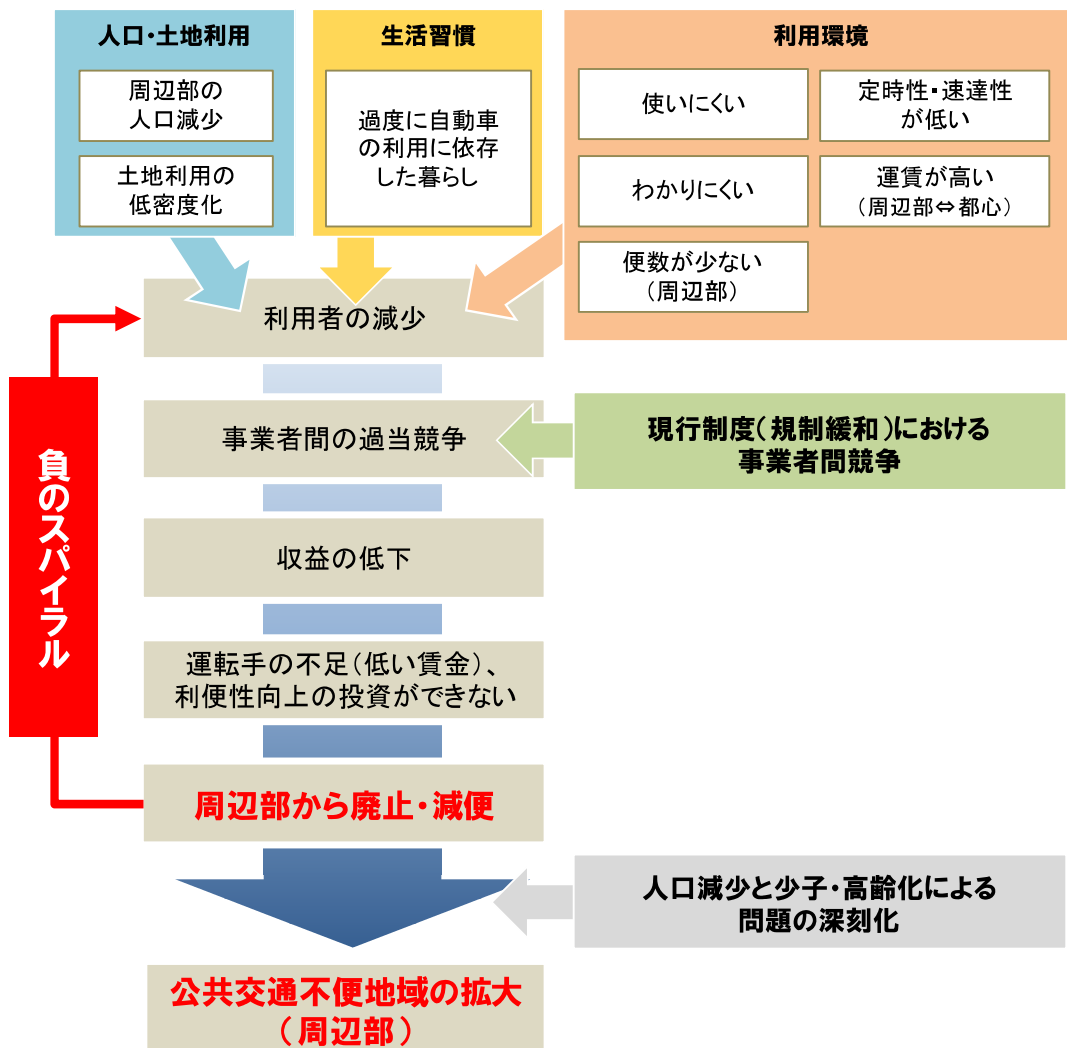 人口・土地利用
周辺部の
人口減少
土地利用の
低密度化
生活習慣
過度に自動車
の利用に依存
した暮らし
利用環境
使いにくい
定時性・速達性
が低い
わかりにくい
運賃が高い
(周辺部⇔都心)
便数が少ない
(周辺部)
利用者の減少
事業者間の過当競争
現行制度(規制緩和)における
事業者間競争
収益の低下
運転手の不足(低い賃金)、
利便性向上の投資ができない
周辺部から廃止・減便
負のスパイラル
人口減少と少子・高齢化による
問題の深刻化
公共交通不便地域の拡大
(周辺部)